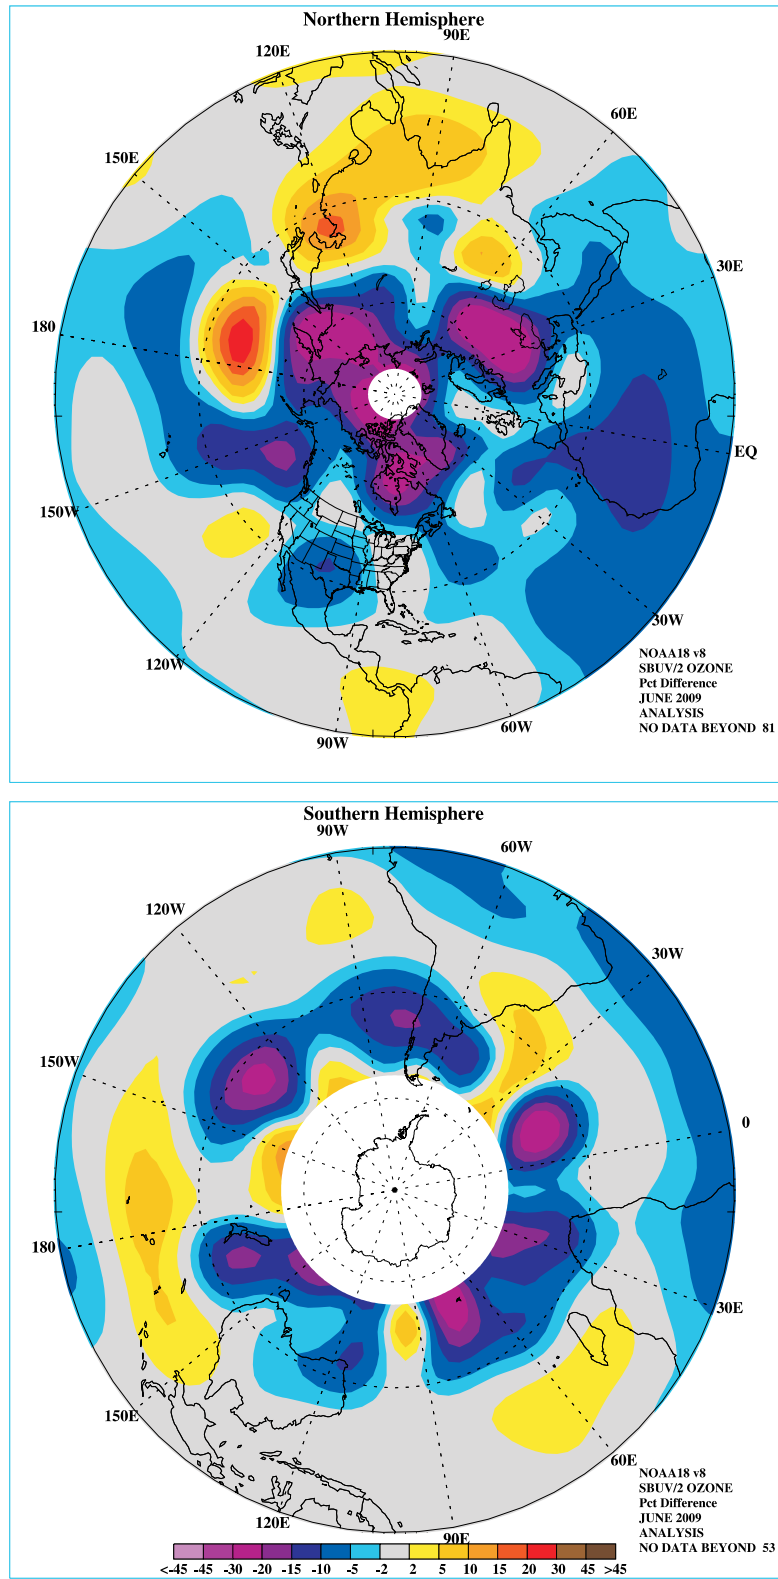 Northern Hemisphere
90E
120E
60E
150E
30E
180
EQ
150W
30W
120W
60W
90W
NOAA18 v8
SBUV/2 OZONE
Pct Difference
JUNE 2009
ANALYSIS
NO DATA BEYOND 81
Southern Hemisphere
90W
60W
120W
30W
150W
0
180
30E
150E
60E
120E
90E
NOAA18 v8
SBUV/2 OZONE
Pct Difference
JUNE 2009
ANALYSIS
NO DATA BEYOND 53
<-45 -45 -30 -20 -15 -10 -5 -2 2 5 10 15 20 30 45 >45